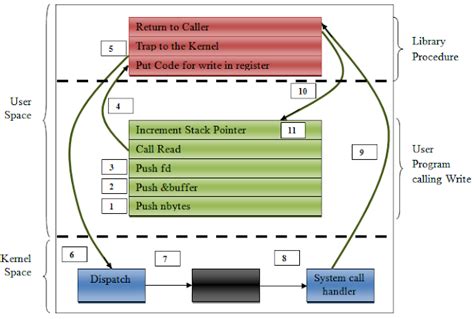 Return to Caller
5
Trap to the Kernel
Put Code for write in register
Library
Procedure
10
4
User
Space
Increment Stack Pointer
11
Call Read
9
3
Push fd
2
Push &buffer
1
Push nbytes
User
Program
calling Write
Kernel
Space
6
7
8
Dispatch
System call
handler